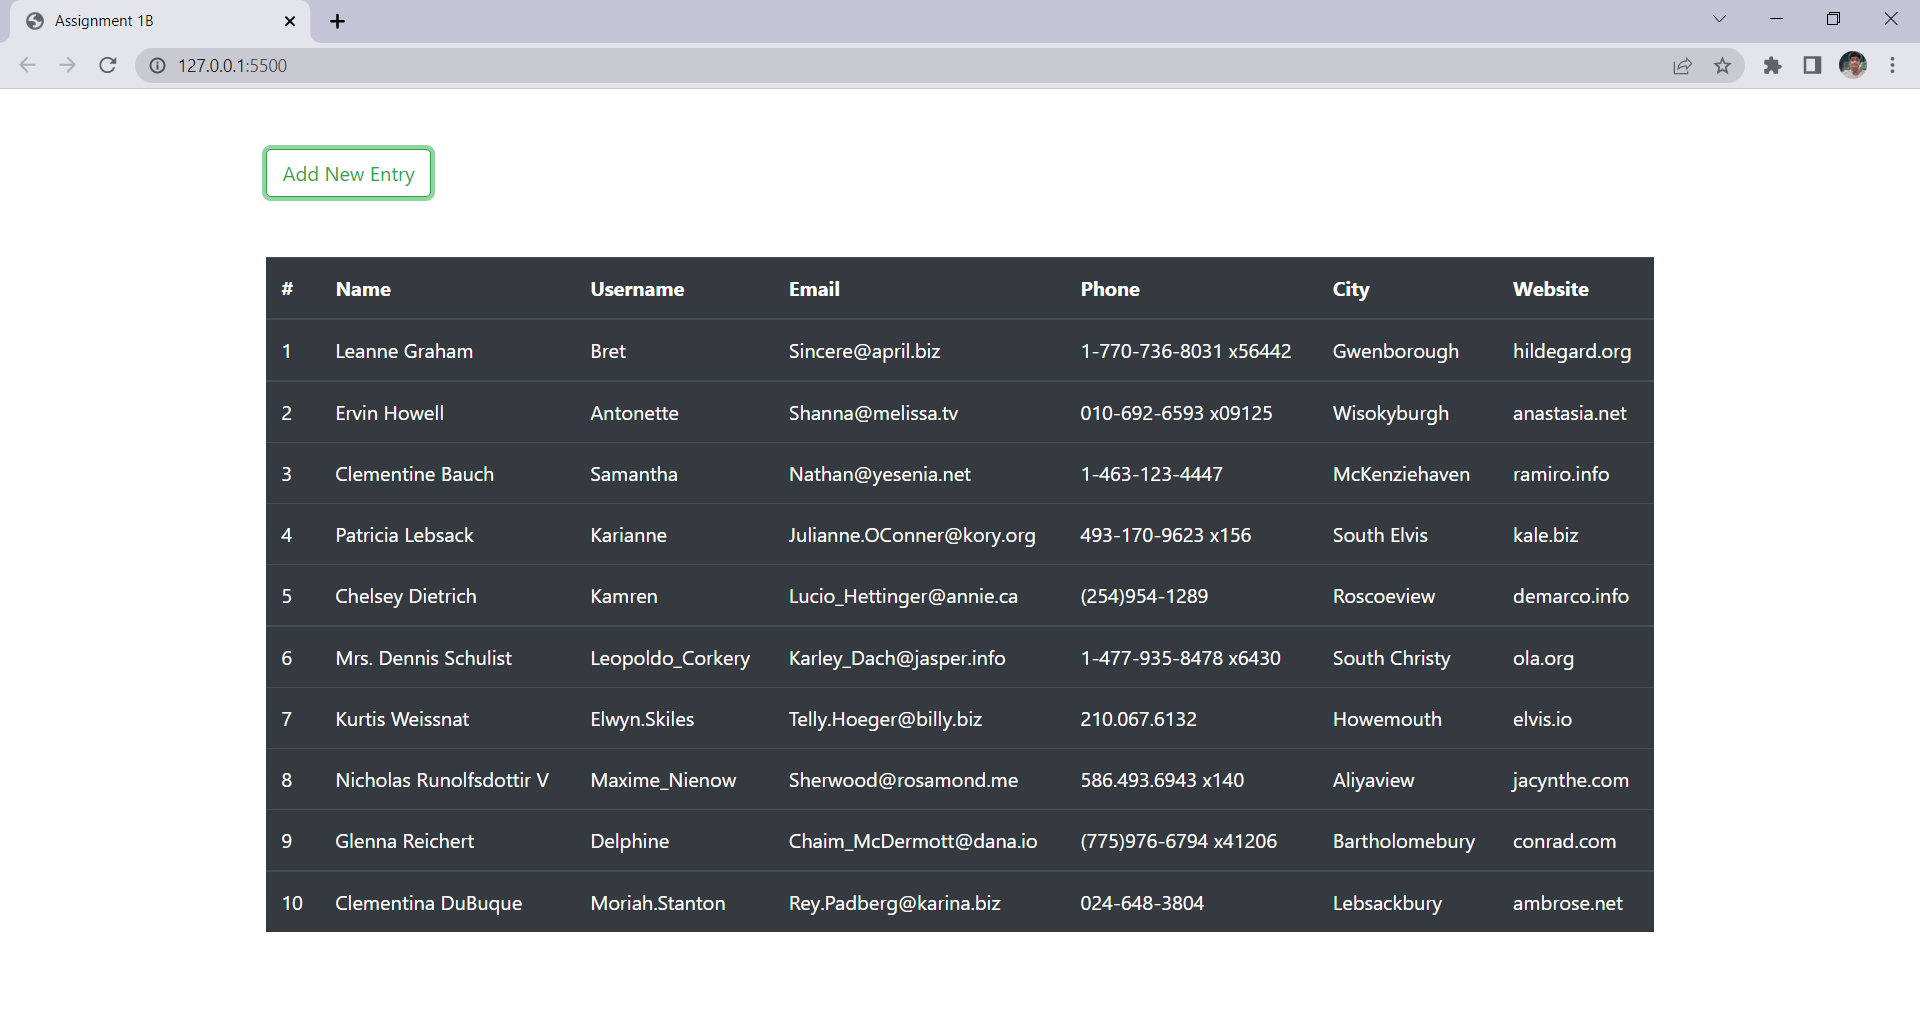 Assignment 1B
127.0.0.1:5500
Add New Entry
# Name Username Email Phone City Website
1 Leanne Graham Bret Sincere@april.biz 1-770-736-8031 x56442 Gwenborough hildegard.org
2 Ervin Howell Antonette Shanna@melissa.tv 010-692-6593 x09125 Wisokyburgh anastasia.net
3 Clementine Bauch Samantha Nathan@yesenia.net 1-463-123-4447 McKenziehaven ramiro.info
4 Patricia Lebsack Karianne Julianne.OConner@kory.org 493-170-9623 x156 South Elvis kale.biz
5 Chelsey Dietrich Kamren Lucio_Hettinger@annie.ca (254)954-1289 Roscoeview demarco.info
6 Mrs. Dennis Schulist Leopoldo_Corkery Karley_Dach@jasper.info 1-477-935-8478 x6430 South Christy ola.org
7 Kurtis Weissnat Elwyn.Skiles Telly.Hoeger@billy.biz 210.067.6132 Howemouth elvis.io
8 Nicholas Runolfsdottir V Maxime_Nienow Sherwood@rosamond.me 586.493.6943 x140 Aliyaview jacynthe.com
9 Glenna Reichert Delphine Chaim_McDermott@dana.io (775)976-6794 x41206 Bartholomebury conrad.com
10 Clementina DuBuque Moriah.Stanton Rey.Padberg@karina.biz 024-648-3804 Lebsackbury ambrose.net